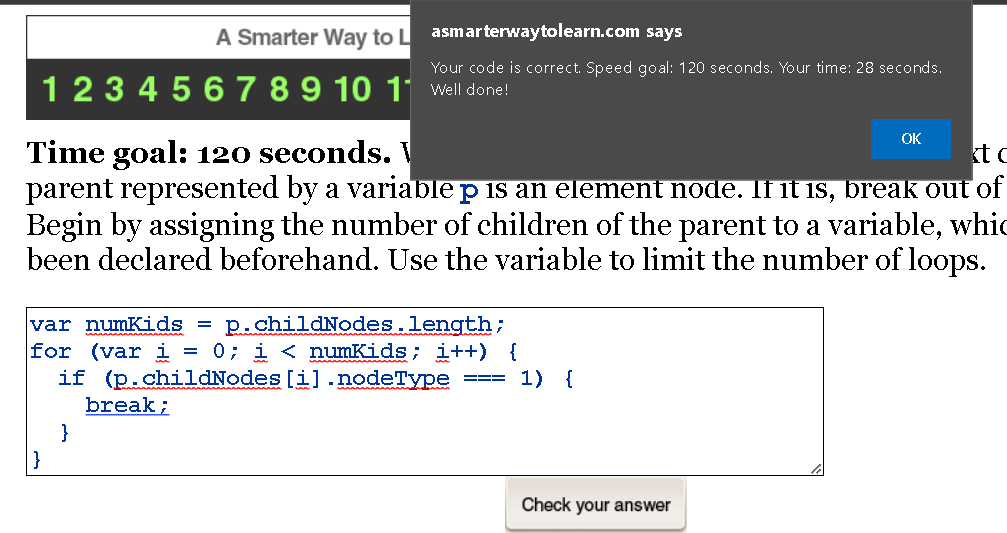 asmarterwaytolearn.com says
Your code is correct. Speed goal: 120 seconds. Your time: 28 seconds.
Well done!
OK
A Smarter Way to L
1 2 3 4 5 6 7 8 9 10
Time goal: 120 seconds.
parent represented by a variable p is an element node. If it is, break out of
Begin by assigning the number of children of the parent to a variable,
been declared beforehand. Use the variable to limit the number of loops.
var numKids = p.childNodes.length;
for (var i = 0; i < numKids; i++) {
if (p.childNodes[i].nodeType === 1) {
break;
}
}
Check your answer